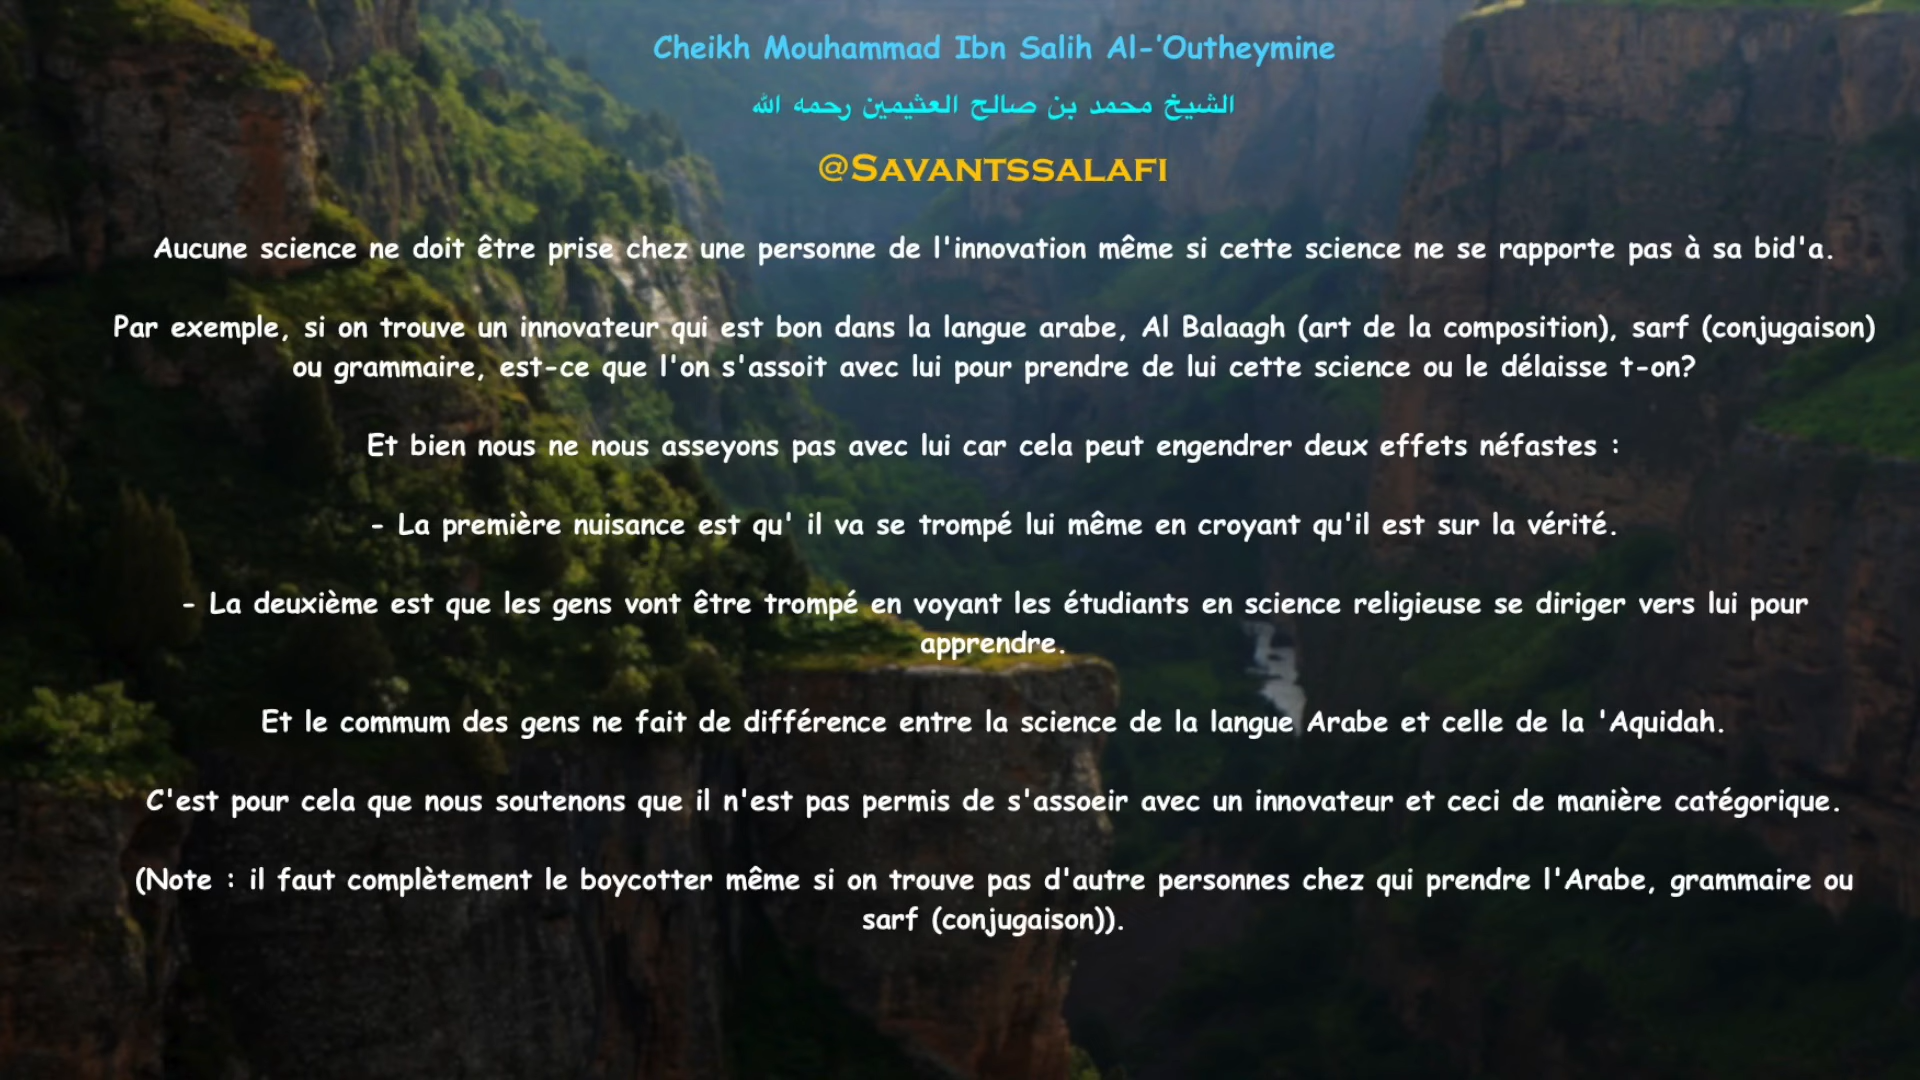 Cheikh Mouhammad Ibn Salih Al-'Outheymine
الشيخ محمد بن صالح العثيمين رحمه الله
@Savantssalafi
Aucune science ne doit être prise chez une personne de l'innovation même si cette science ne se rapporte pas à sa bid'a.
Par exemple, si on trouve un innovateur qui est bon dans la langue arabe, Al Balaagh (art de la composition), sarf (conjugaison)
ou grammaire, est-ce que l'on s'assoit avec lui pour prendre de lui cette science ou le délaisse t-on?
Et bien nous ne nous asseyons pas avec lui car cela peut engendrer deux effets néfastes :
- La première nuisance est qu' il va se trompé lui même en croyant qu'il est sur la vérité.
- La deuxième est que les gens vont être trompé en voyant les étudiants en science religieuse se diriger vers lui pour
apprendre.
Et le commum des gens ne fait de différence entre la science de la langue Arabe et celle de la 'Aquidah.
C'est pour cela que nous soutenons que il n'est pas permis de s'assoeir avec un innovateur et ceci de manière catégorique.
(Note : il faut complètement le boycotter même si on trouve pas d'autre personnes chez qui prendre l'Arabe, grammaire ou
sarf (conjugaison)).